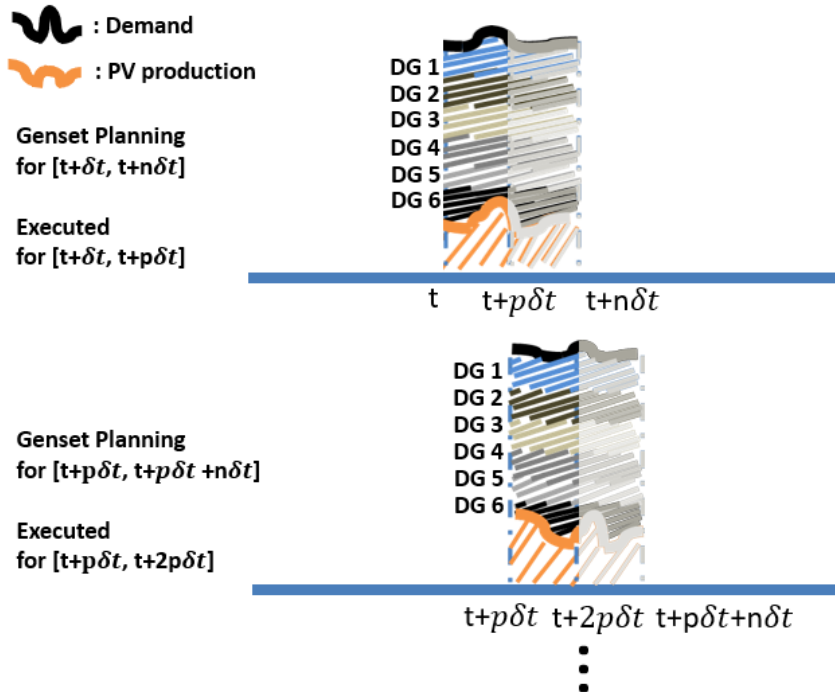 : Demand
: PV production
Genset Planning
for [t+δt, t+nδt]
Executed
for [t+δt, t+pδt]
DG 1
DG 2
DG 3
DG 4
DG 5
DG 6
t t+pδt t+nδt
Genset Planning
for [t+pδt, t+pδt +nδt]
Executed
for [t+pδt, t+2pδt]
DG 1
DG 2
DG 3
DG 4
DG 5
DG 6
t+pδt t+2pδt t+pδt+nδt